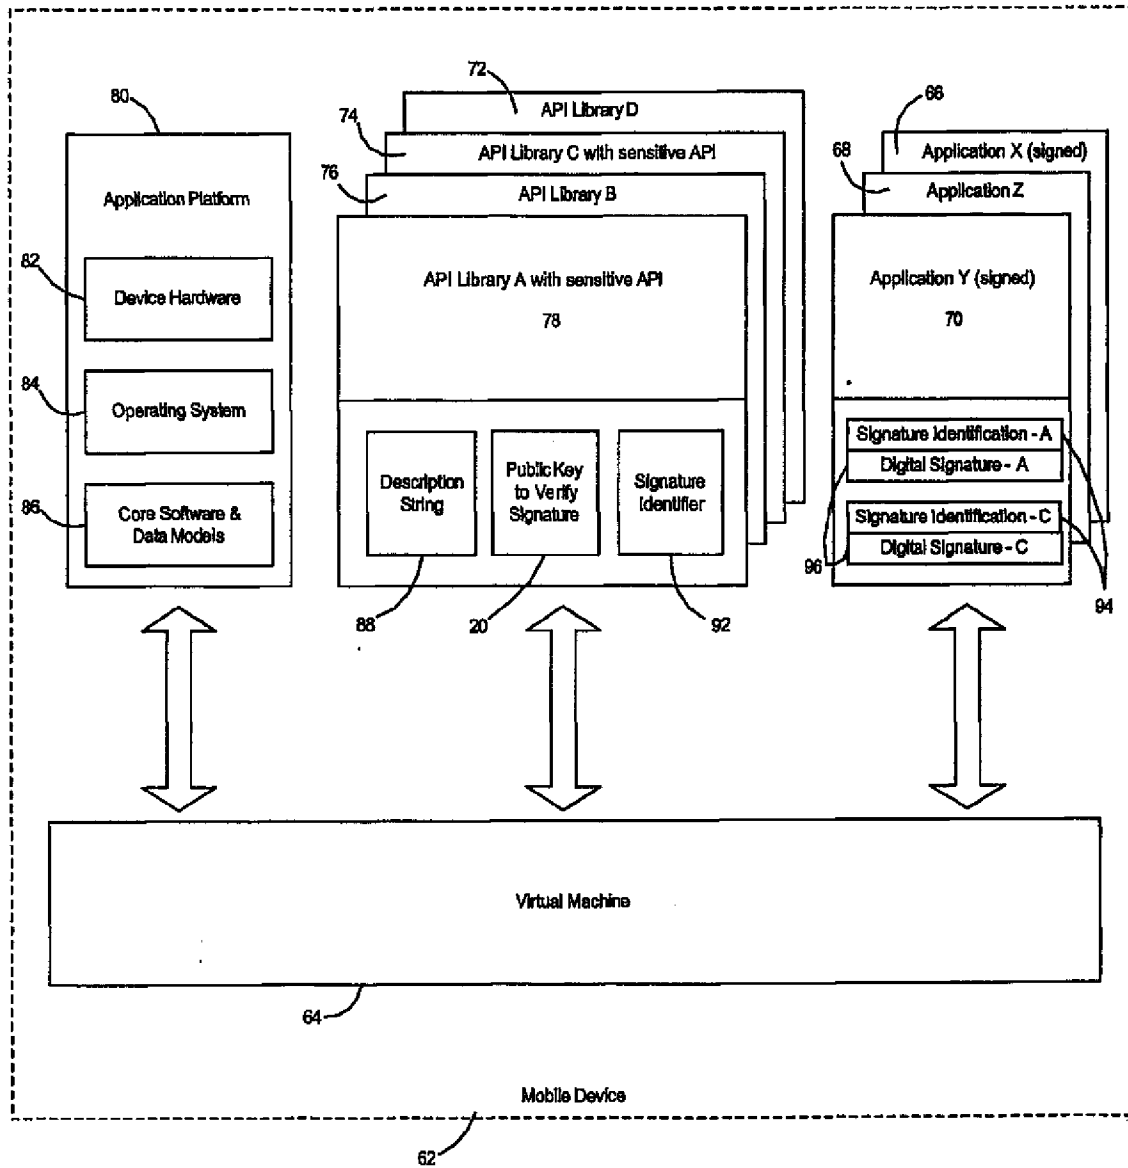 80
Application Platform
82
Device Hardware
84
Operating System
86
Core Software &
Data Models
72
API Library D
74
API Library C with sensitive API
76
API Library B
API Library A with sensitive API
78
Description
String
Public Key
to Verify
Signature
Signature
Identifier
88
20
92
66
Application X (signed)
68
Application Z
Application Y (signed)
70
Signature Identification - A
Digital Signature - A
Signature Identification - C
Digital Signature - C
96
94
Virtual Machine
64
Mobile Device
62